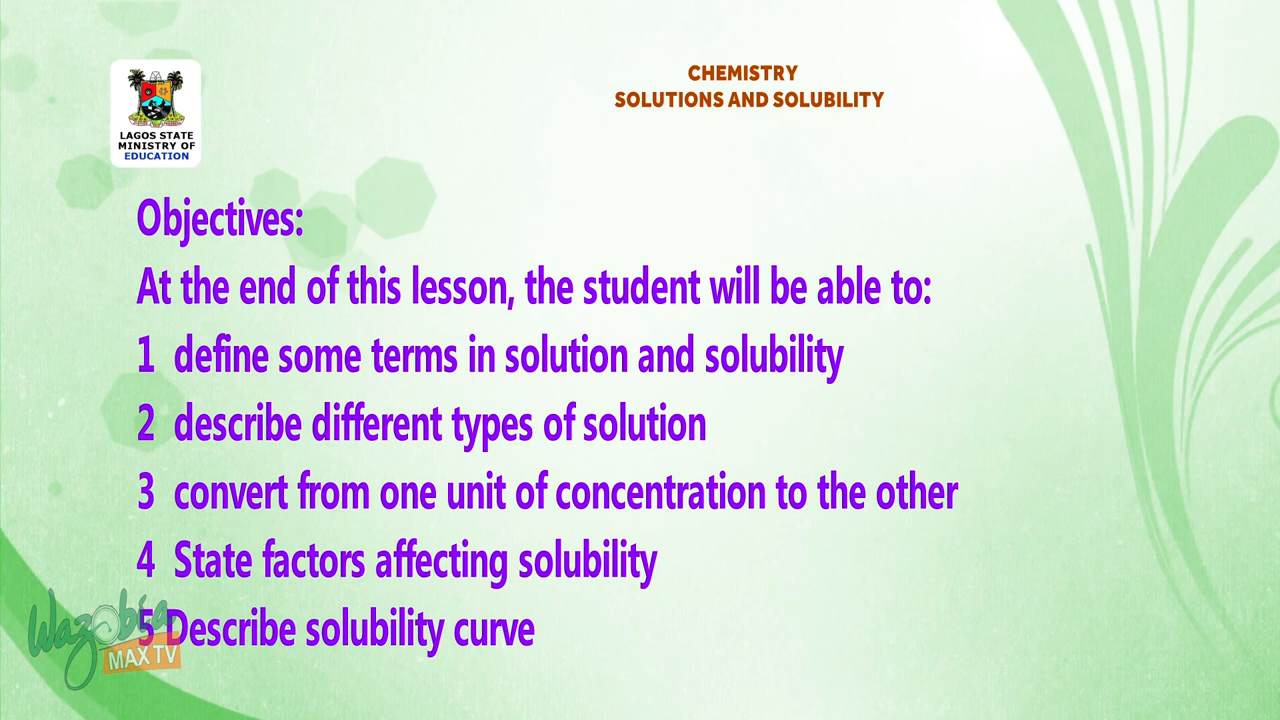 CHEMISTRY
SOLUTIONS AND SOLUBILITY
LAGOS STATE
MINISTRY OF
EDUCATION
Objectives:
At the end of this lesson, the student will be able to:
1 define some terms in solution and solubility
2 describe different types of solution
3 convert from one unit of concentration to the other
4 State factors affecting solubility
5 Describe solubility curve
Wazobia
MAX TV